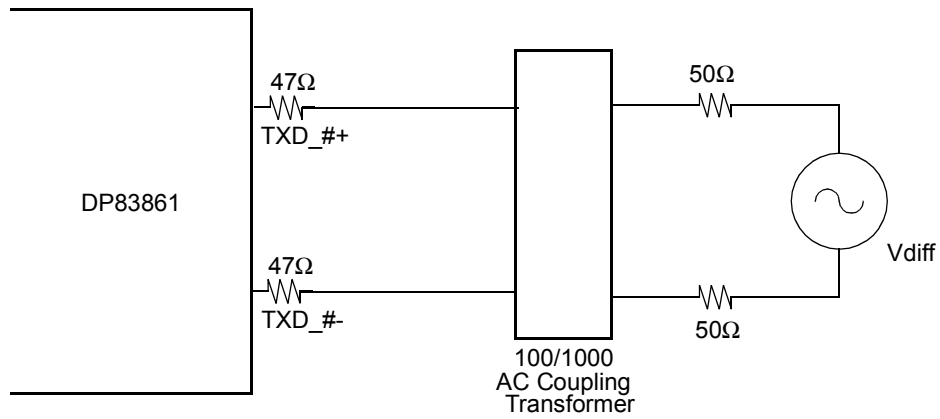 47Ω
TXD_#+
50Ω
DP83861
Vdiff
47Ω
TXD_#-
50Ω
100/1000
AC Coupling
Transformer